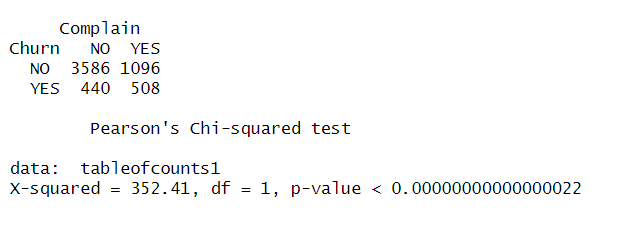 Complain
Churn NO YES
NO 3586 1096
YES 440 508
Pearson's Chi-squared test
data: tableofcounts1
X-squared = 352.41, df = 1, p-value < 0.00000000000000022